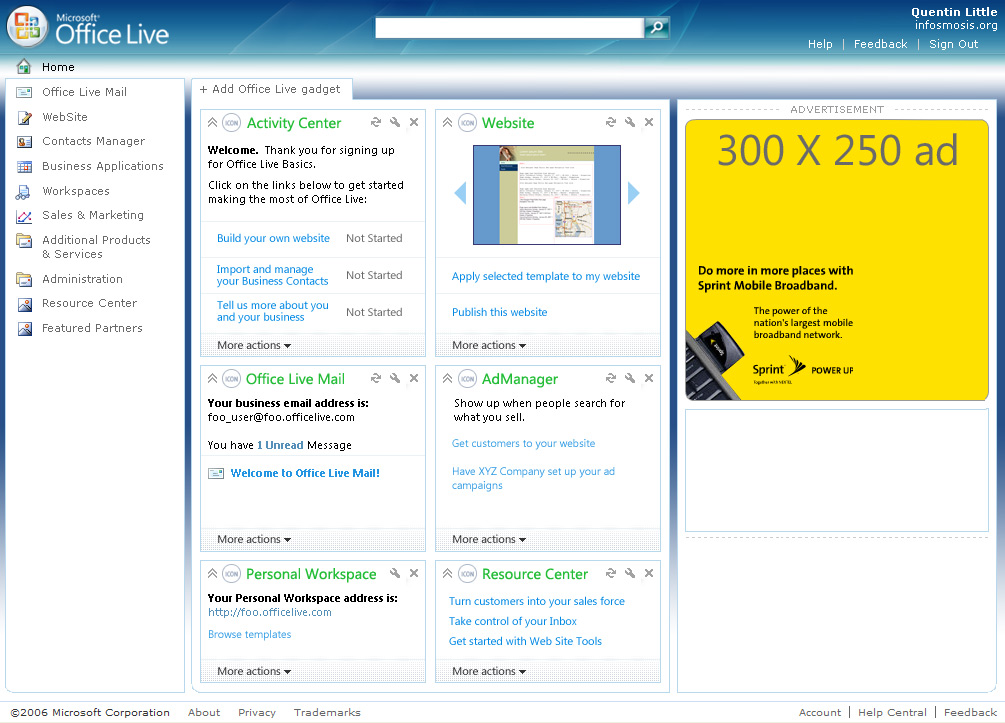 Microsoft®
Office Live
Quentin Little
infosmosis.org
Help | Feedback | Sign Out
Home
Office Live Mail
WebSite
Contacts Manager
Business Applications
Workspaces
Sales & Marketing
Additional Products
& Services
Administration
Resource Center
Featured Partners
+ Add Office Live gadget
ICON Activity Center
Welcome. Thank you for signing up
for Office Live Basics.
Click on the links below to get started
making the most of Office Live:
Build your own website Not Started
Import and manage
your Business Contacts Not Started
Tell us more about you
and your business Not Started
More actions
ICON Website
Apply selected template to my website
Publish this website
More actions
ICON Office Live Mail
Your business email address is:
foo_user@foo.officelive.com
You have 1 Unread Message
Welcome to Office Live Mail!
More actions
ICON AdManager
Show up when people search for
what you sell.
Get customers to your website
Have XYZ Company set up your ad
campaigns
More actions
ICON Personal Workspace
Your Personal Workspace address is:
http://foo.officelive.com
Browse templates
More actions
ICON Resource Center
Turn customers into your sales force
Take control of your Inbox
Get started with Web Site Tools
More actions
ADVERTISEMENT
300 X 250 ad
Do more in more places with
Sprint Mobile Broadband.
The power of the
nation's largest mobile
broadband network.
Sprint POWER UP
Together with NEXTEL
©2006 Microsoft Corporation About Privacy Trademarks
Account | Help Central | Feedback